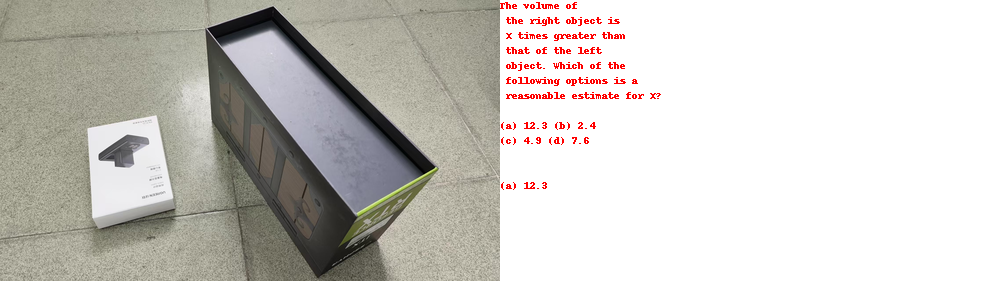 The volume of
the right object is
X times greater than
that of the left
object. Which of the
following options is a
reasonable estimate for X?
(a) 12.3 (b) 2.4
(c) 4.9 (d) 7.6
(a) 12.3